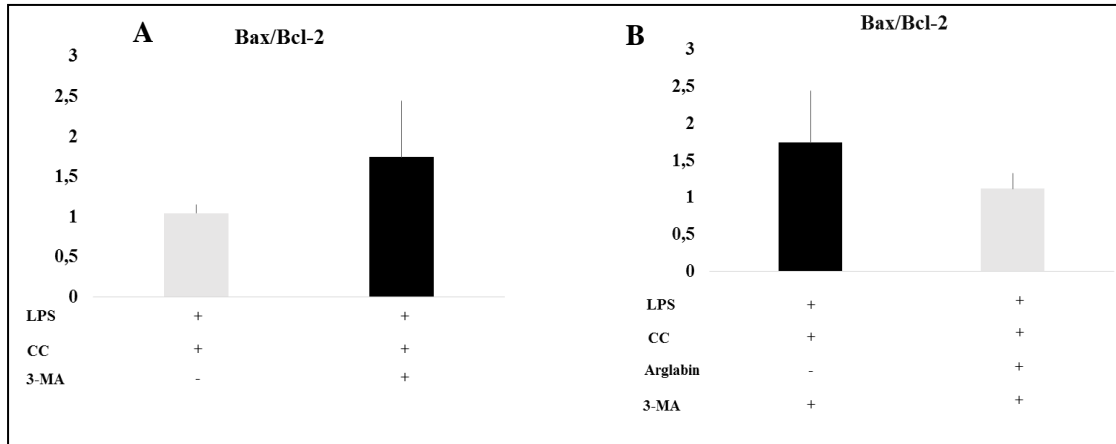 A
Bax/Bcl-2
3
2,5
2
1,5
1
0,5
0
LPS + +
CC + +
3-MA - +
B
Bax/Bcl-2
3
2,5
2
1,5
1
0,5
0
LPS + +
CC + +
Arglabin - +
3-MA + +